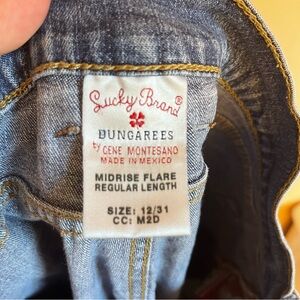 Lucky Brand®
DUNGAREES
by GENE MONTESANO
MADE IN MEXICO
MIDRISE FLARE
REGULAR LENGTH
SIZE: 12/31
CC: M2D